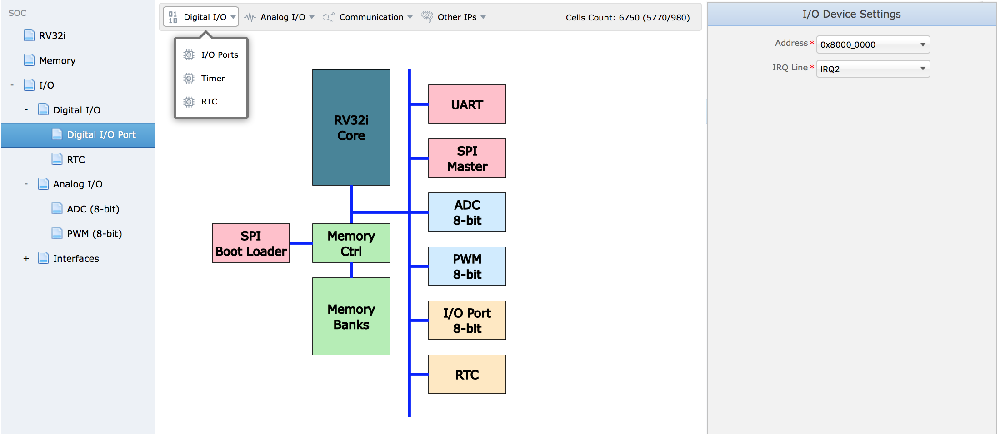 SOC
RV32i
Memory
- I/O
- Digital I/O
Digital I/O Port
RTC
- Analog I/O
ADC (8-bit)
PWM (8-bit)
+ Interfaces
01
10
Digital I/O
Analog I/O
Communication
Other IPs
Cells Count: 6750 (5770/980)
I/O Ports
Timer
RTC
RV32i
Core
SPI
Boot Loader
Memory
Ctrl
Memory
Banks
UART
SPI
Master
ADC
8-bit
PWM
8-bit
I/O Port
8-bit
RTC
I/O Device Settings
Address * 0x8000_0000
IRQ Line * IRQ2